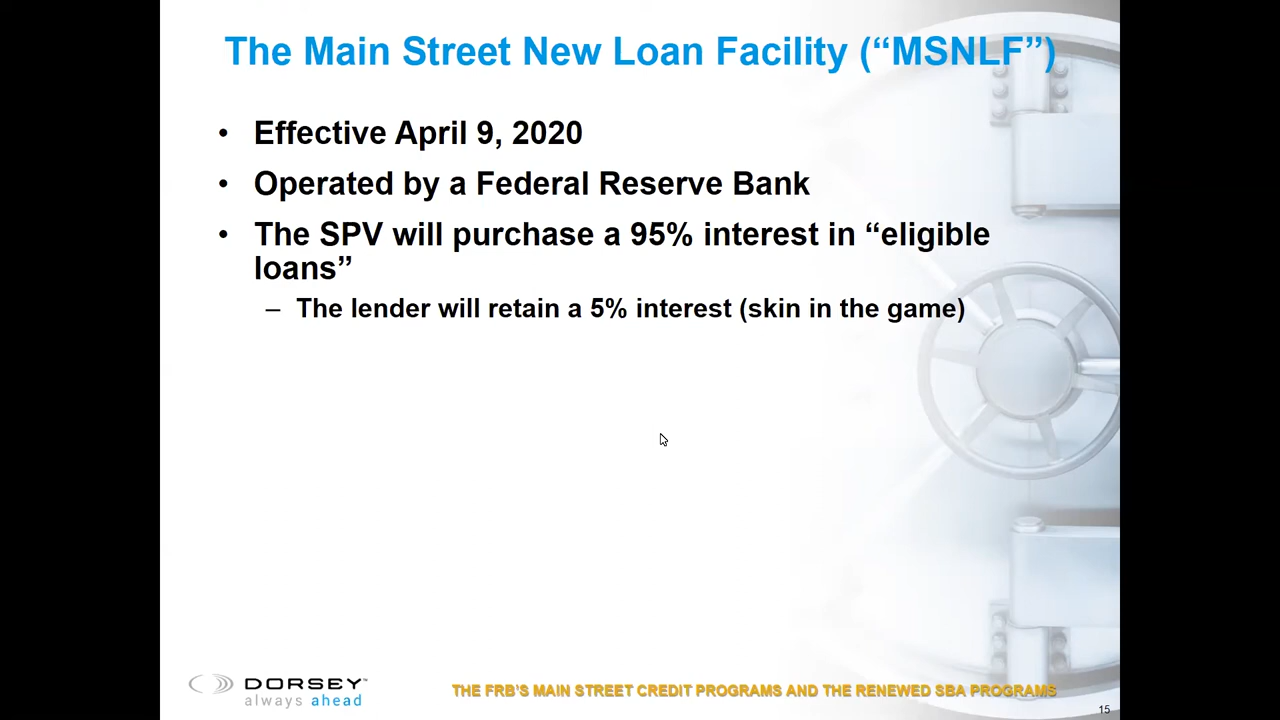 The Main Street New Loan Facility (“MSNLF”)
• Effective April 9, 2020
• Operated by a Federal Reserve Bank
• The SPV will purchase a 95% interest in “eligible
loans”
– The lender will retain a 5% interest (skin in the game)
DORSEY™
always ahead
THE FRB’S MAIN STREET CREDIT PROGRAMS AND THE RENEWED SBA PROGRAMS
15